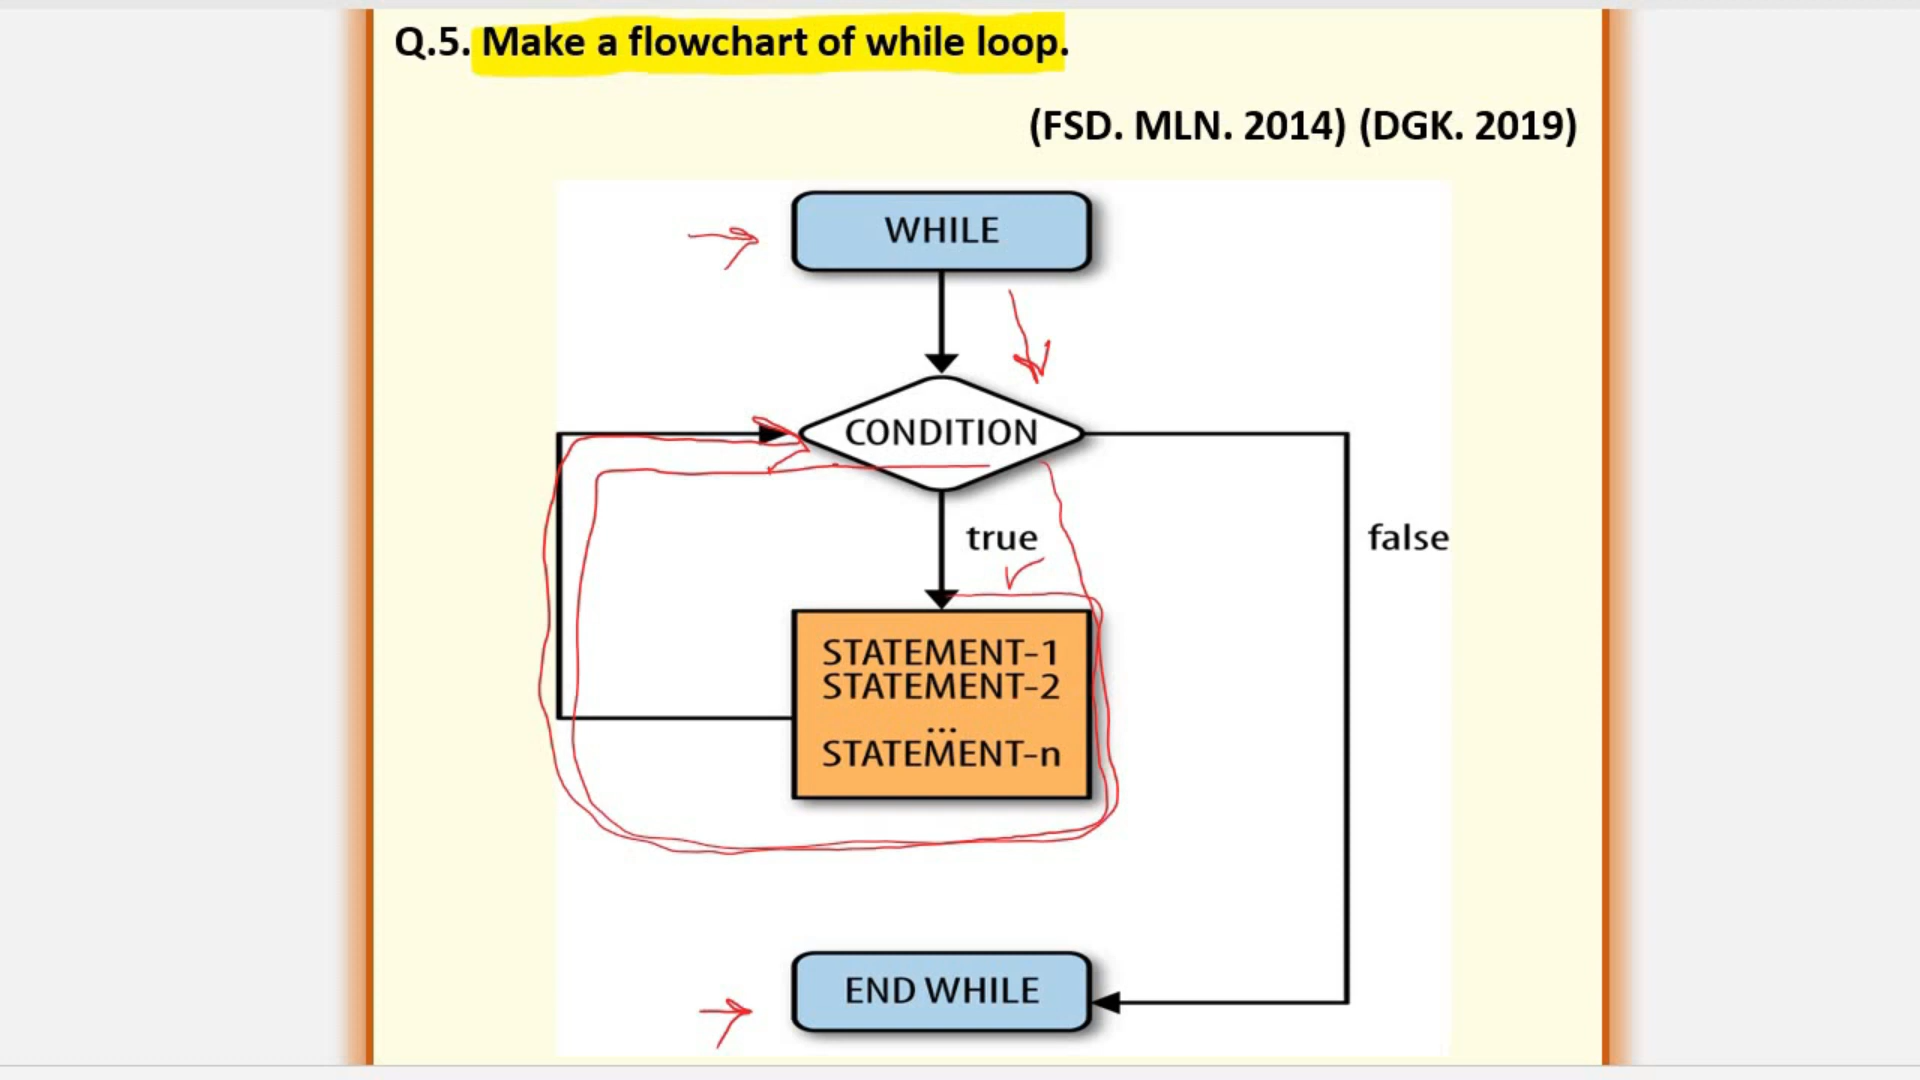 Q.5. Make a flowchart of while loop.
(FSD. MLN. 2014) (DGK. 2019)
WHILE
CONDITION
true
false
STATEMENT-1
STATEMENT-2
...
STATEMENT-n
END WHILE